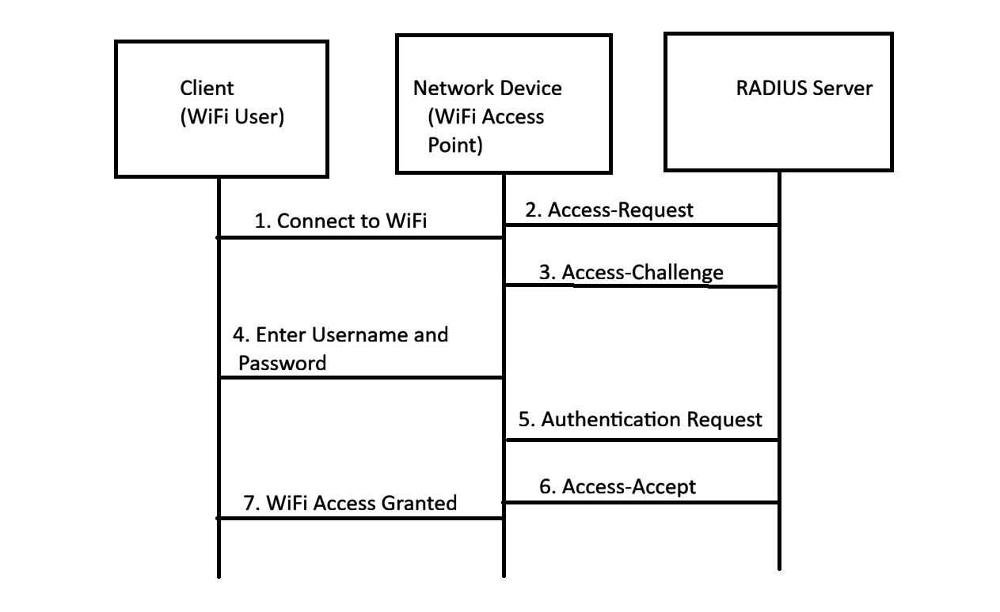 Client
(WiFi User)
Network Device
(WiFi Access
Point)
RADIUS Server
1. Connect to WiFi
2. Access-Request
3. Access-Challenge
4. Enter Username and
Password
5. Authentication Request
6. Access-Accept
7. WiFi Access Granted